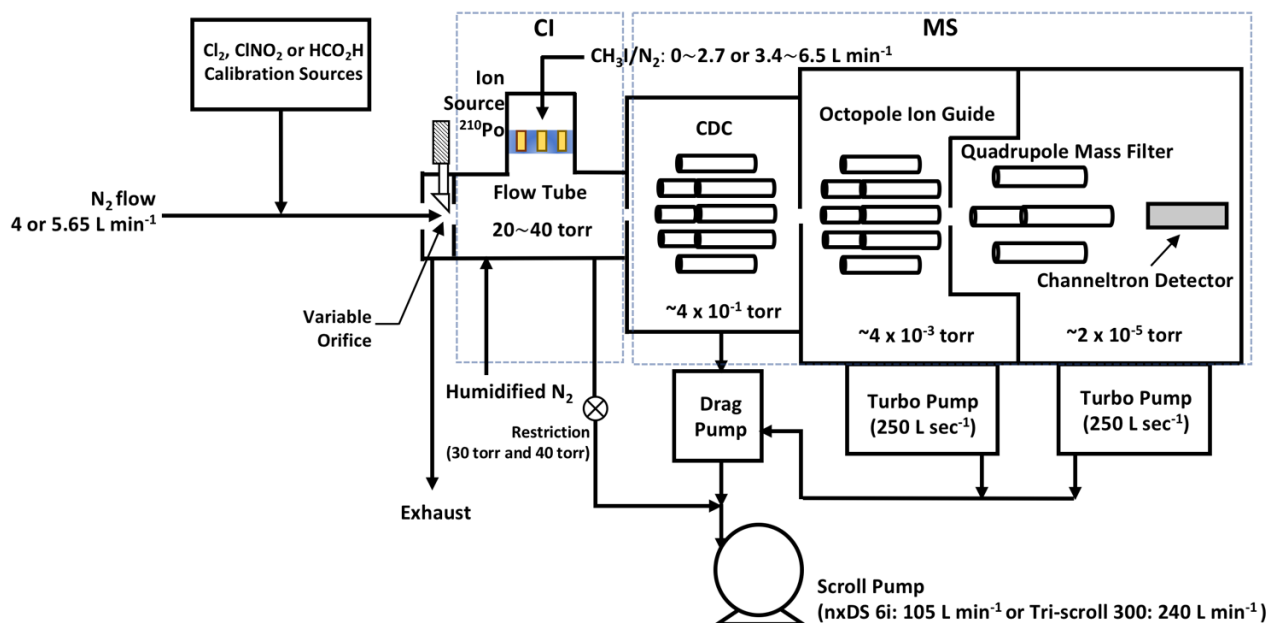 CI
MS
Cl₂, ClNO₂ or HCO₂H
Calibration Sources
CH₃I/N₂: 0~2.7 or 3.4~6.5 L min⁻¹
Ion
Source
²¹⁰Po
CDC
Octopole Ion Guide
Quadrupole Mass Filter
N₂ flow
4 or 5.65 L min⁻¹
Flow Tube
20~40 torr
Channeltron Detector
Variable
Orifice
~4 x 10⁻¹ torr
~4 x 10⁻³ torr
~2 x 10⁻⁵ torr
Humidified N₂
Restriction
(30 torr and 40 torr)
Drag
Pump
Turbo Pump
(250 L sec⁻¹)
Turbo Pump
(250 L sec⁻¹)
Exhaust
Scroll Pump
(nxDS 6i: 105 L min⁻¹ or Tri-scroll 300: 240 L min⁻¹)